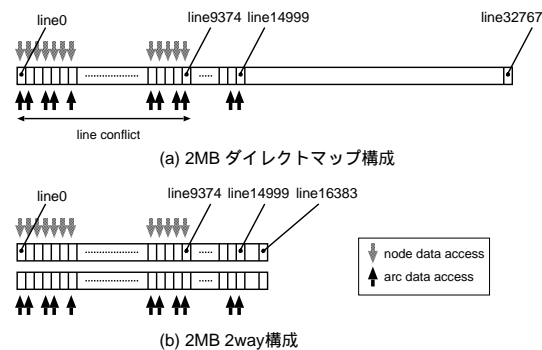 line0
line9374 line14999
line32767
line conflict
(a) 2MB ダイレクトマップ構成
line0
line9374 line14999 line16383
node data access
arc data access
(b) 2MB 2way構成